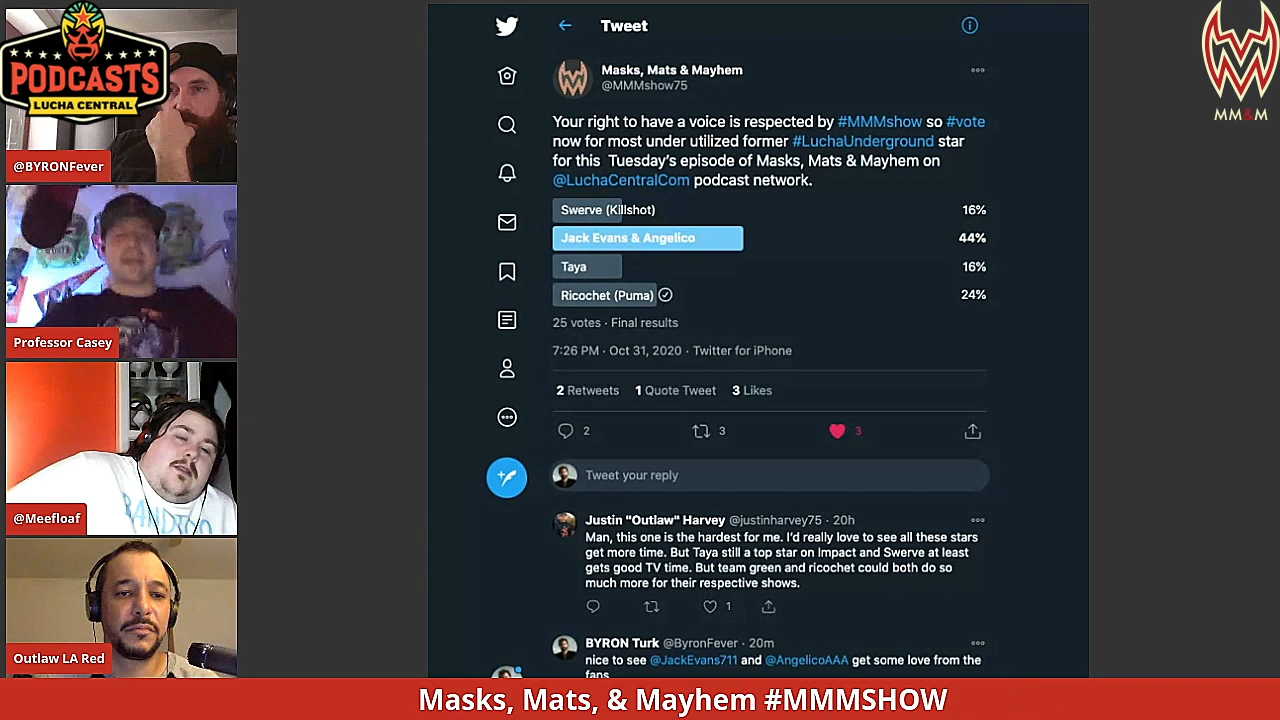 PODCASTS
LUCHA CENTRAL
@BYRONFever
Professor Casey
@Meefloaf
Outlaw LA Red
Tweet
Masks, Mats & Mayhem
@MMMshow75
Your right to have a voice is respected by #MMMshow so #vote
now for most under utilized former #LuchaUnderground star
for this Tuesday's episode of Masks, Mats & Mayhem on
@LuchaCentralCom podcast network.
Swerve (Killshot) 16%
Jack Evans & Angelico 44%
Taya 16%
Ricochet (Puma) 24%
25 votes · Final results
7:26 PM · Oct 31, 2020 · Twitter for iPhone
2 Retweets 1 Quote Tweet 3 Likes
2 3 3
Tweet your reply
Justin "Outlaw" Harvey @justinharvey75 · 20h
Man, this one is the hardest for me. I'd really love to see all these stars
get more time. But Taya still a top star on Impact and Swerve at least
gets good TV time. But team green and ricochet could both do so
much more for their respective shows.
1
BYRON Turk @ByronFever · 20m
nice to see @JackEvans711 and @AngelicoAAA get some love from the
fans
MM&M
Masks, Mats, & Mayhem #MMMSHOW